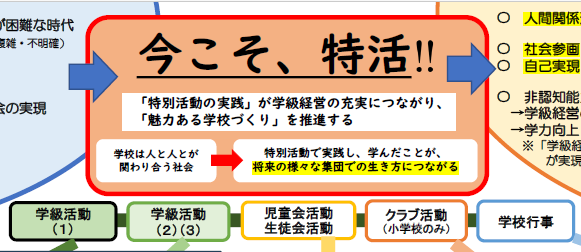 が困難な時代
複雑・不明確）
会の実現
今こそ、特活!!
「特別活動の実践」が学級経営の充実につながり、
「魅力ある学校づくり」を推進する
学校は人と人とが
関わり合う社会
特別活動で実践し、学んだことが、
将来の様々な集団での生き方につながる
○ 人間関係
○ 社会参画
○ 自己実現
○ 非認知能
→学級経営の
→学力向上
※「学級経
が実現
学級活動
（1）
学級活動
（2）（3）
児童会活動
生徒会活動
クラブ活動
（小学校のみ）
学校行事